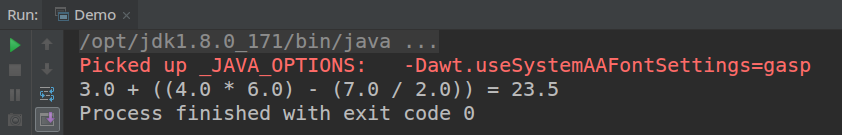 Run: Demo ×
/opt/jdk1.8.0_171/bin/java ...
Picked up _JAVA_OPTIONS:   -Dawt.useSystemAAFontSettings=gasp
3.0 + ((4.0 * 6.0) - (7.0 / 2.0)) = 23.5
Process finished with exit code 0